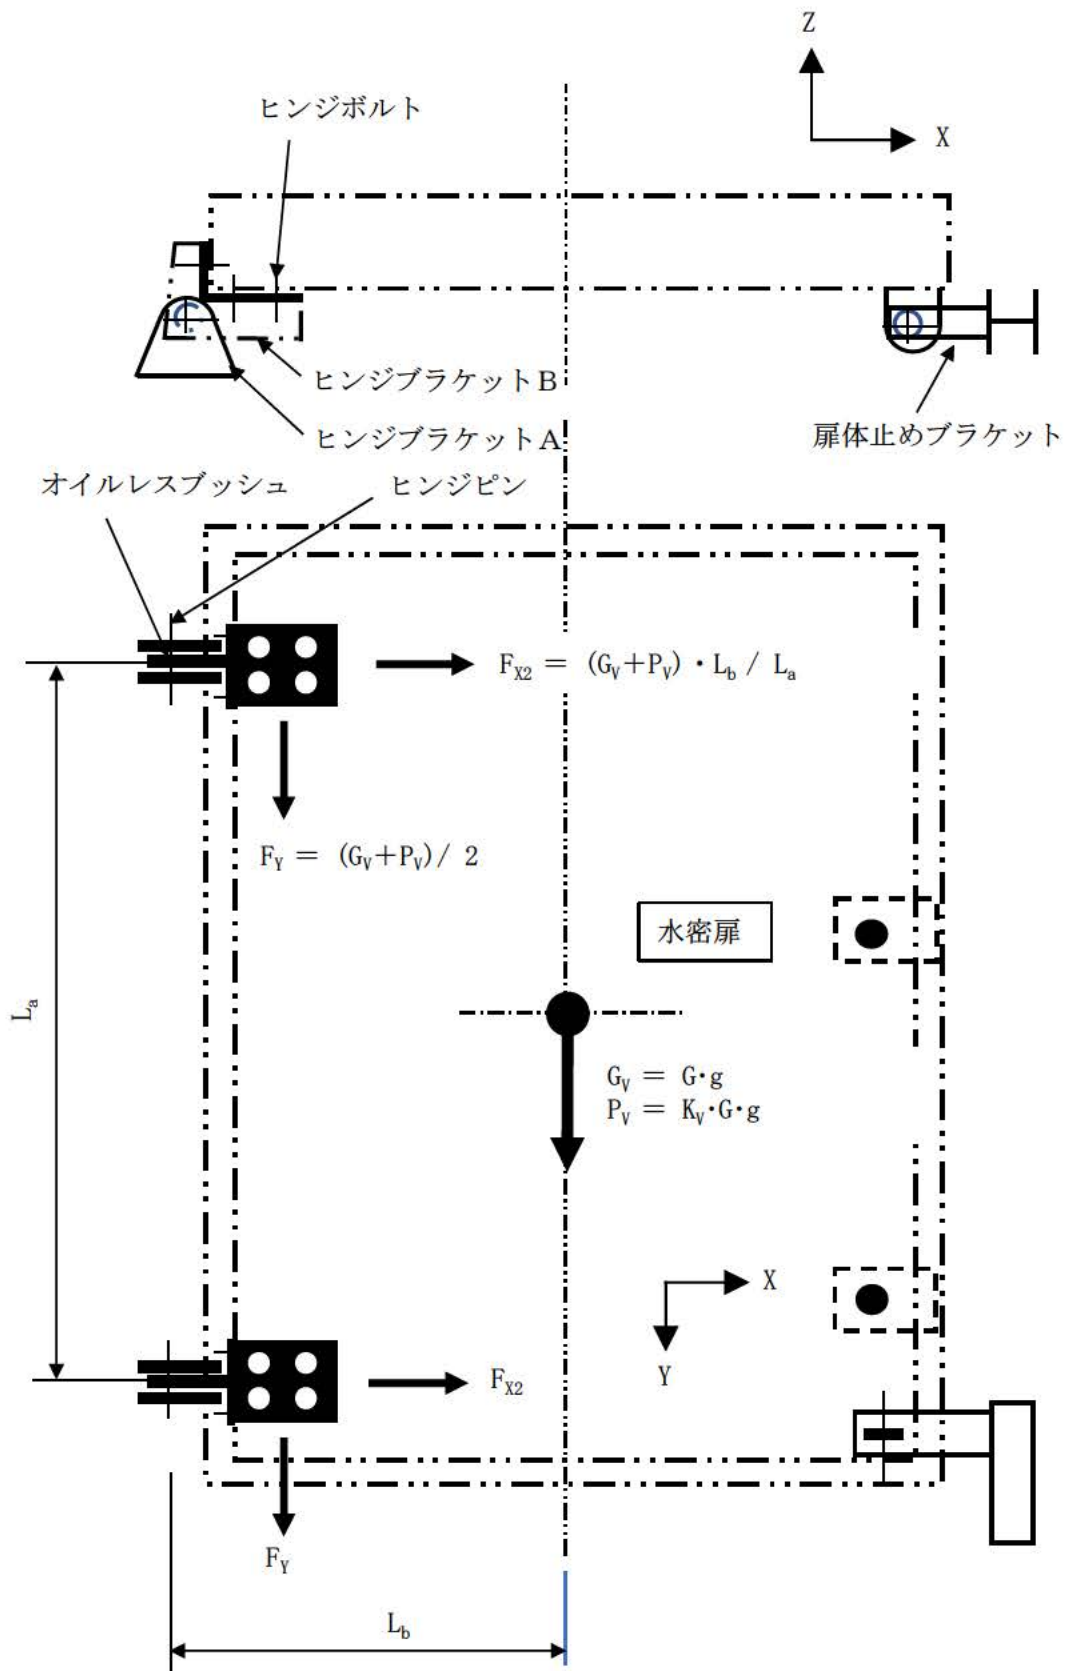 Z
ヒンジボルト
X
ヒンジブラケットB
ヒンジブラケットA
扉体止めブラケット
オイルレスブッシュ
ヒンジピン
F_X2 = (G_V+P_V)・L_b / L_a
F_Y = (G_V+P_V)/ 2
水密扉
L_a
G_V = G・g
P_V = K_V・G・g
X
Y
F_X2
F_Y
L_b